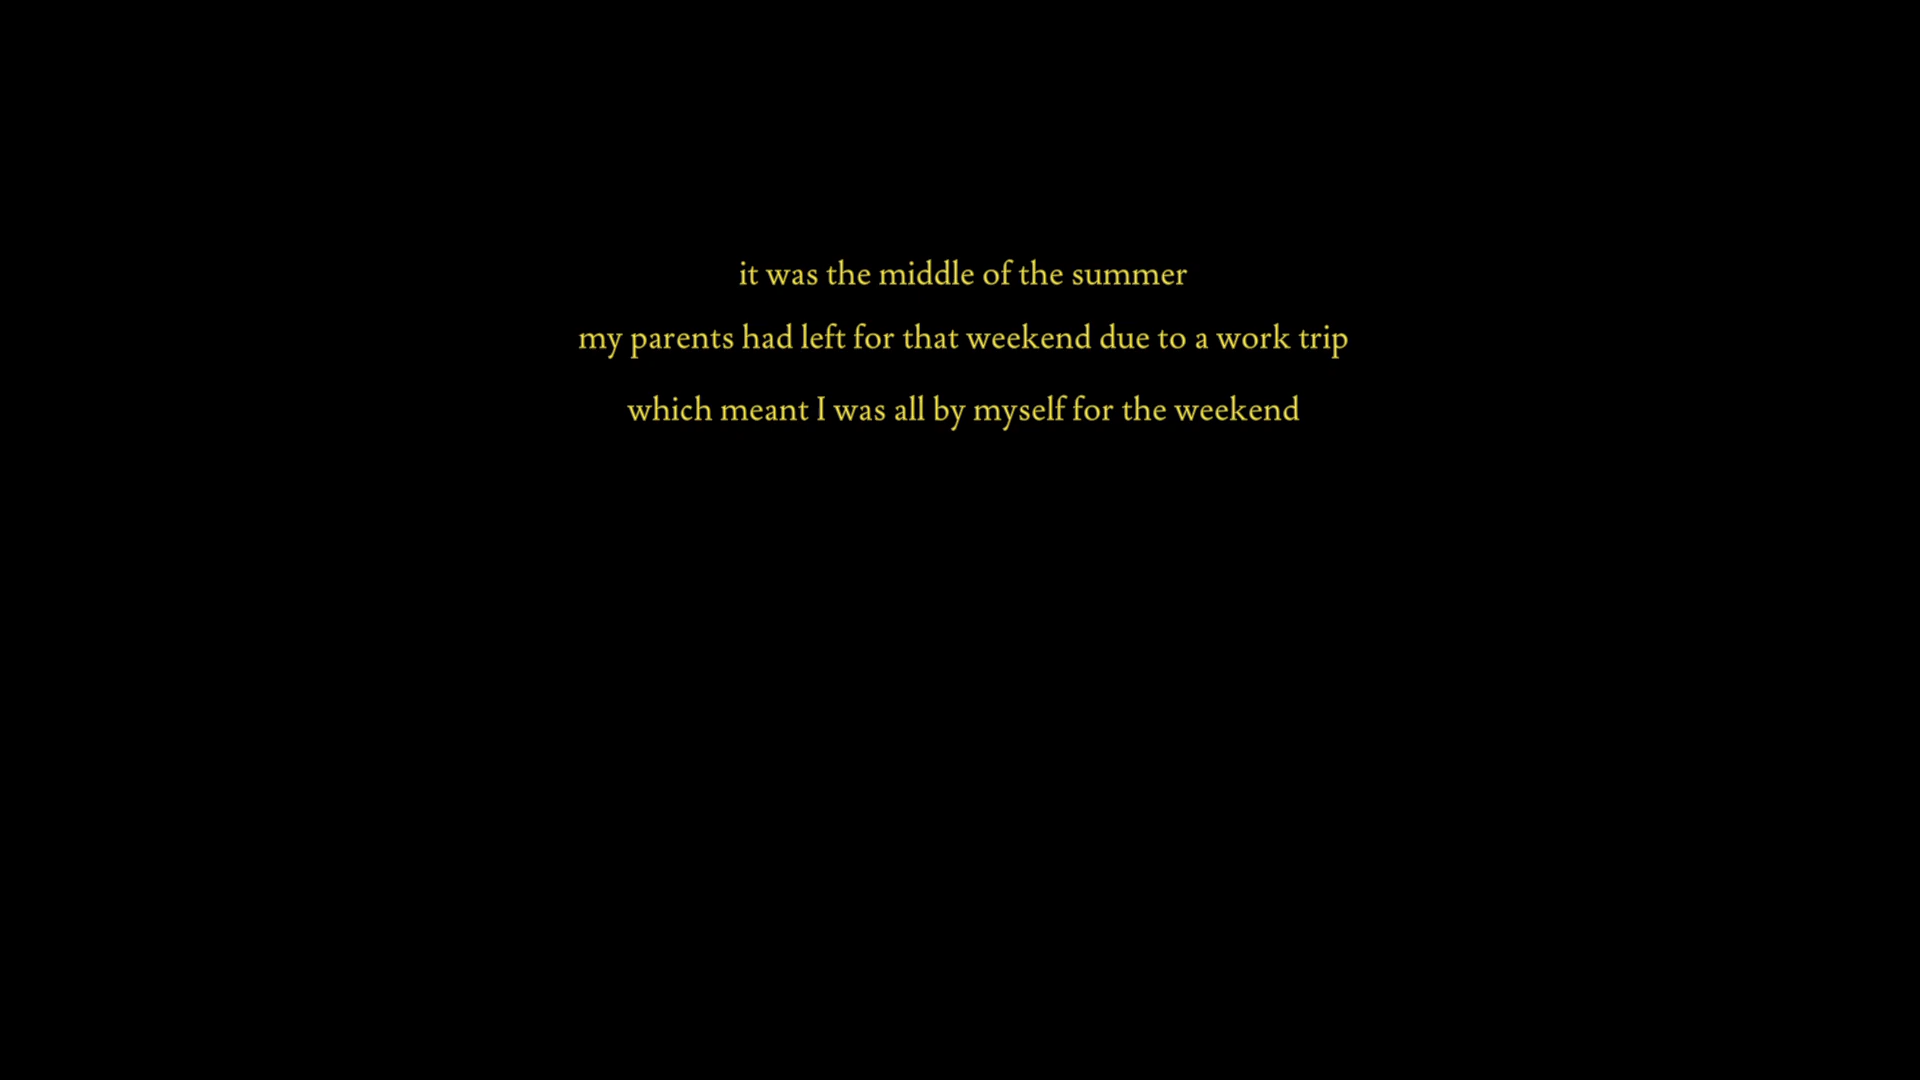 it was the middle of the summer
my parents had left for that weekend due to a work trip
which meant I was all by myself for the weekend